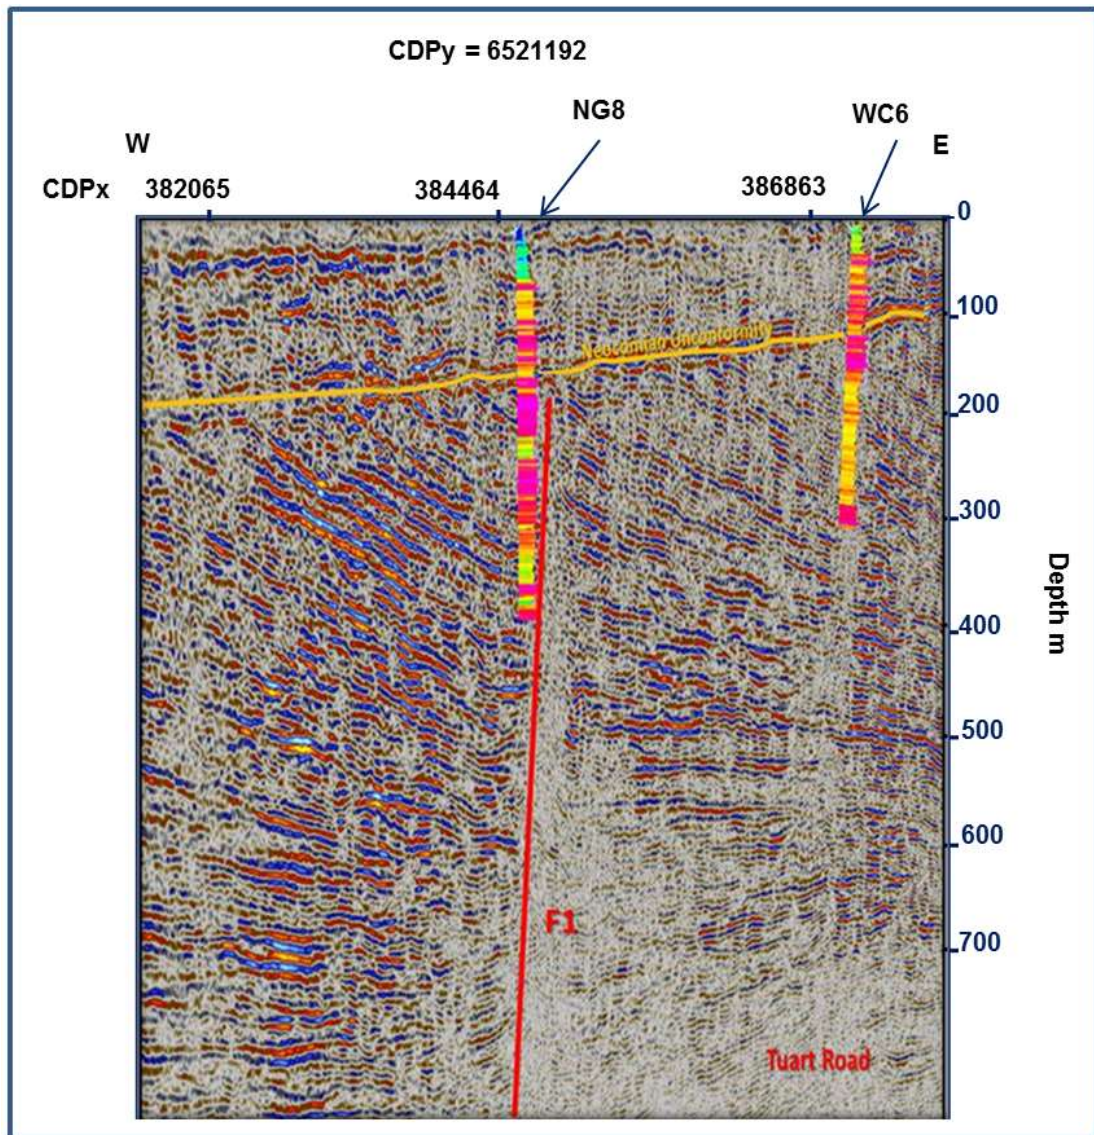 CDPy = 6521192
NG8
WC6
W
E
CDPx
382065
384464
386863
0
100
Neocomian Unconformity
200
300
400
Depth m
500
600
F1
700
Tuart Road